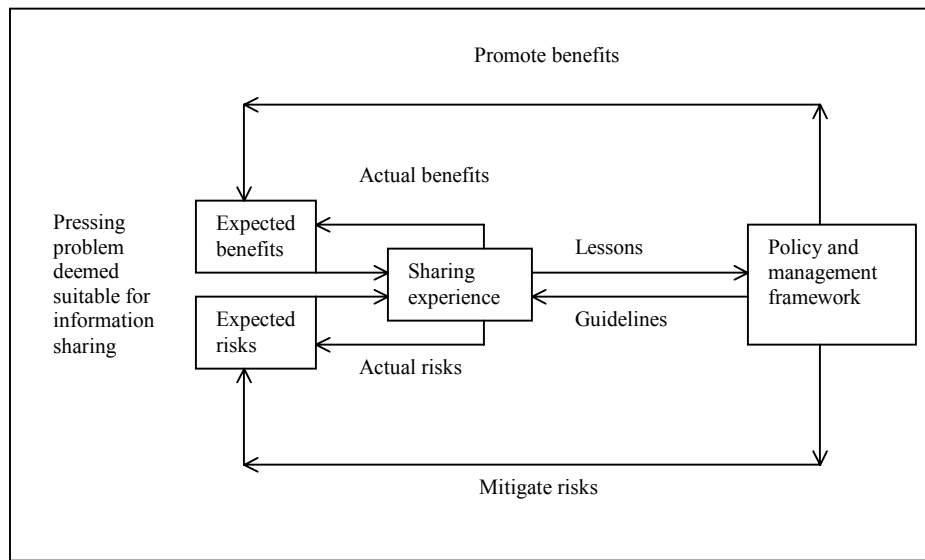 Promote benefits
Actual benefits
Pressing
problem
deemed
suitable for
information
sharing
Expected
benefits
Expected
risks
Sharing
experience
Lessons
Guidelines
Policy and
management
framework
Actual risks
Mitigate risks